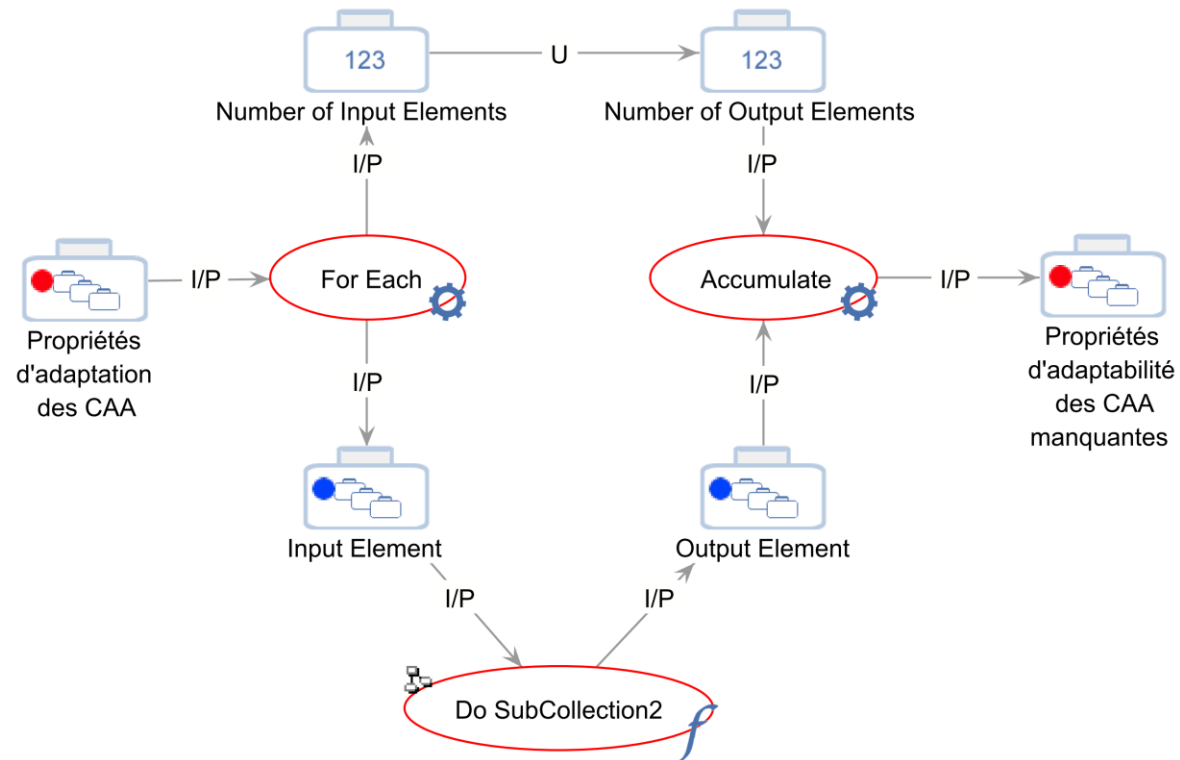 123
U
123
Number of Input Elements
Number of Output Elements
I/P
I/P
I/P
For Each
Accumulate
I/P
Propriétés
d'adaptation
des CAA
Propriétés
d'adaptabilité
des CAA
manquantes
I/P
I/P
Input Element
Output Element
I/P
I/P
Do SubCollection2
f